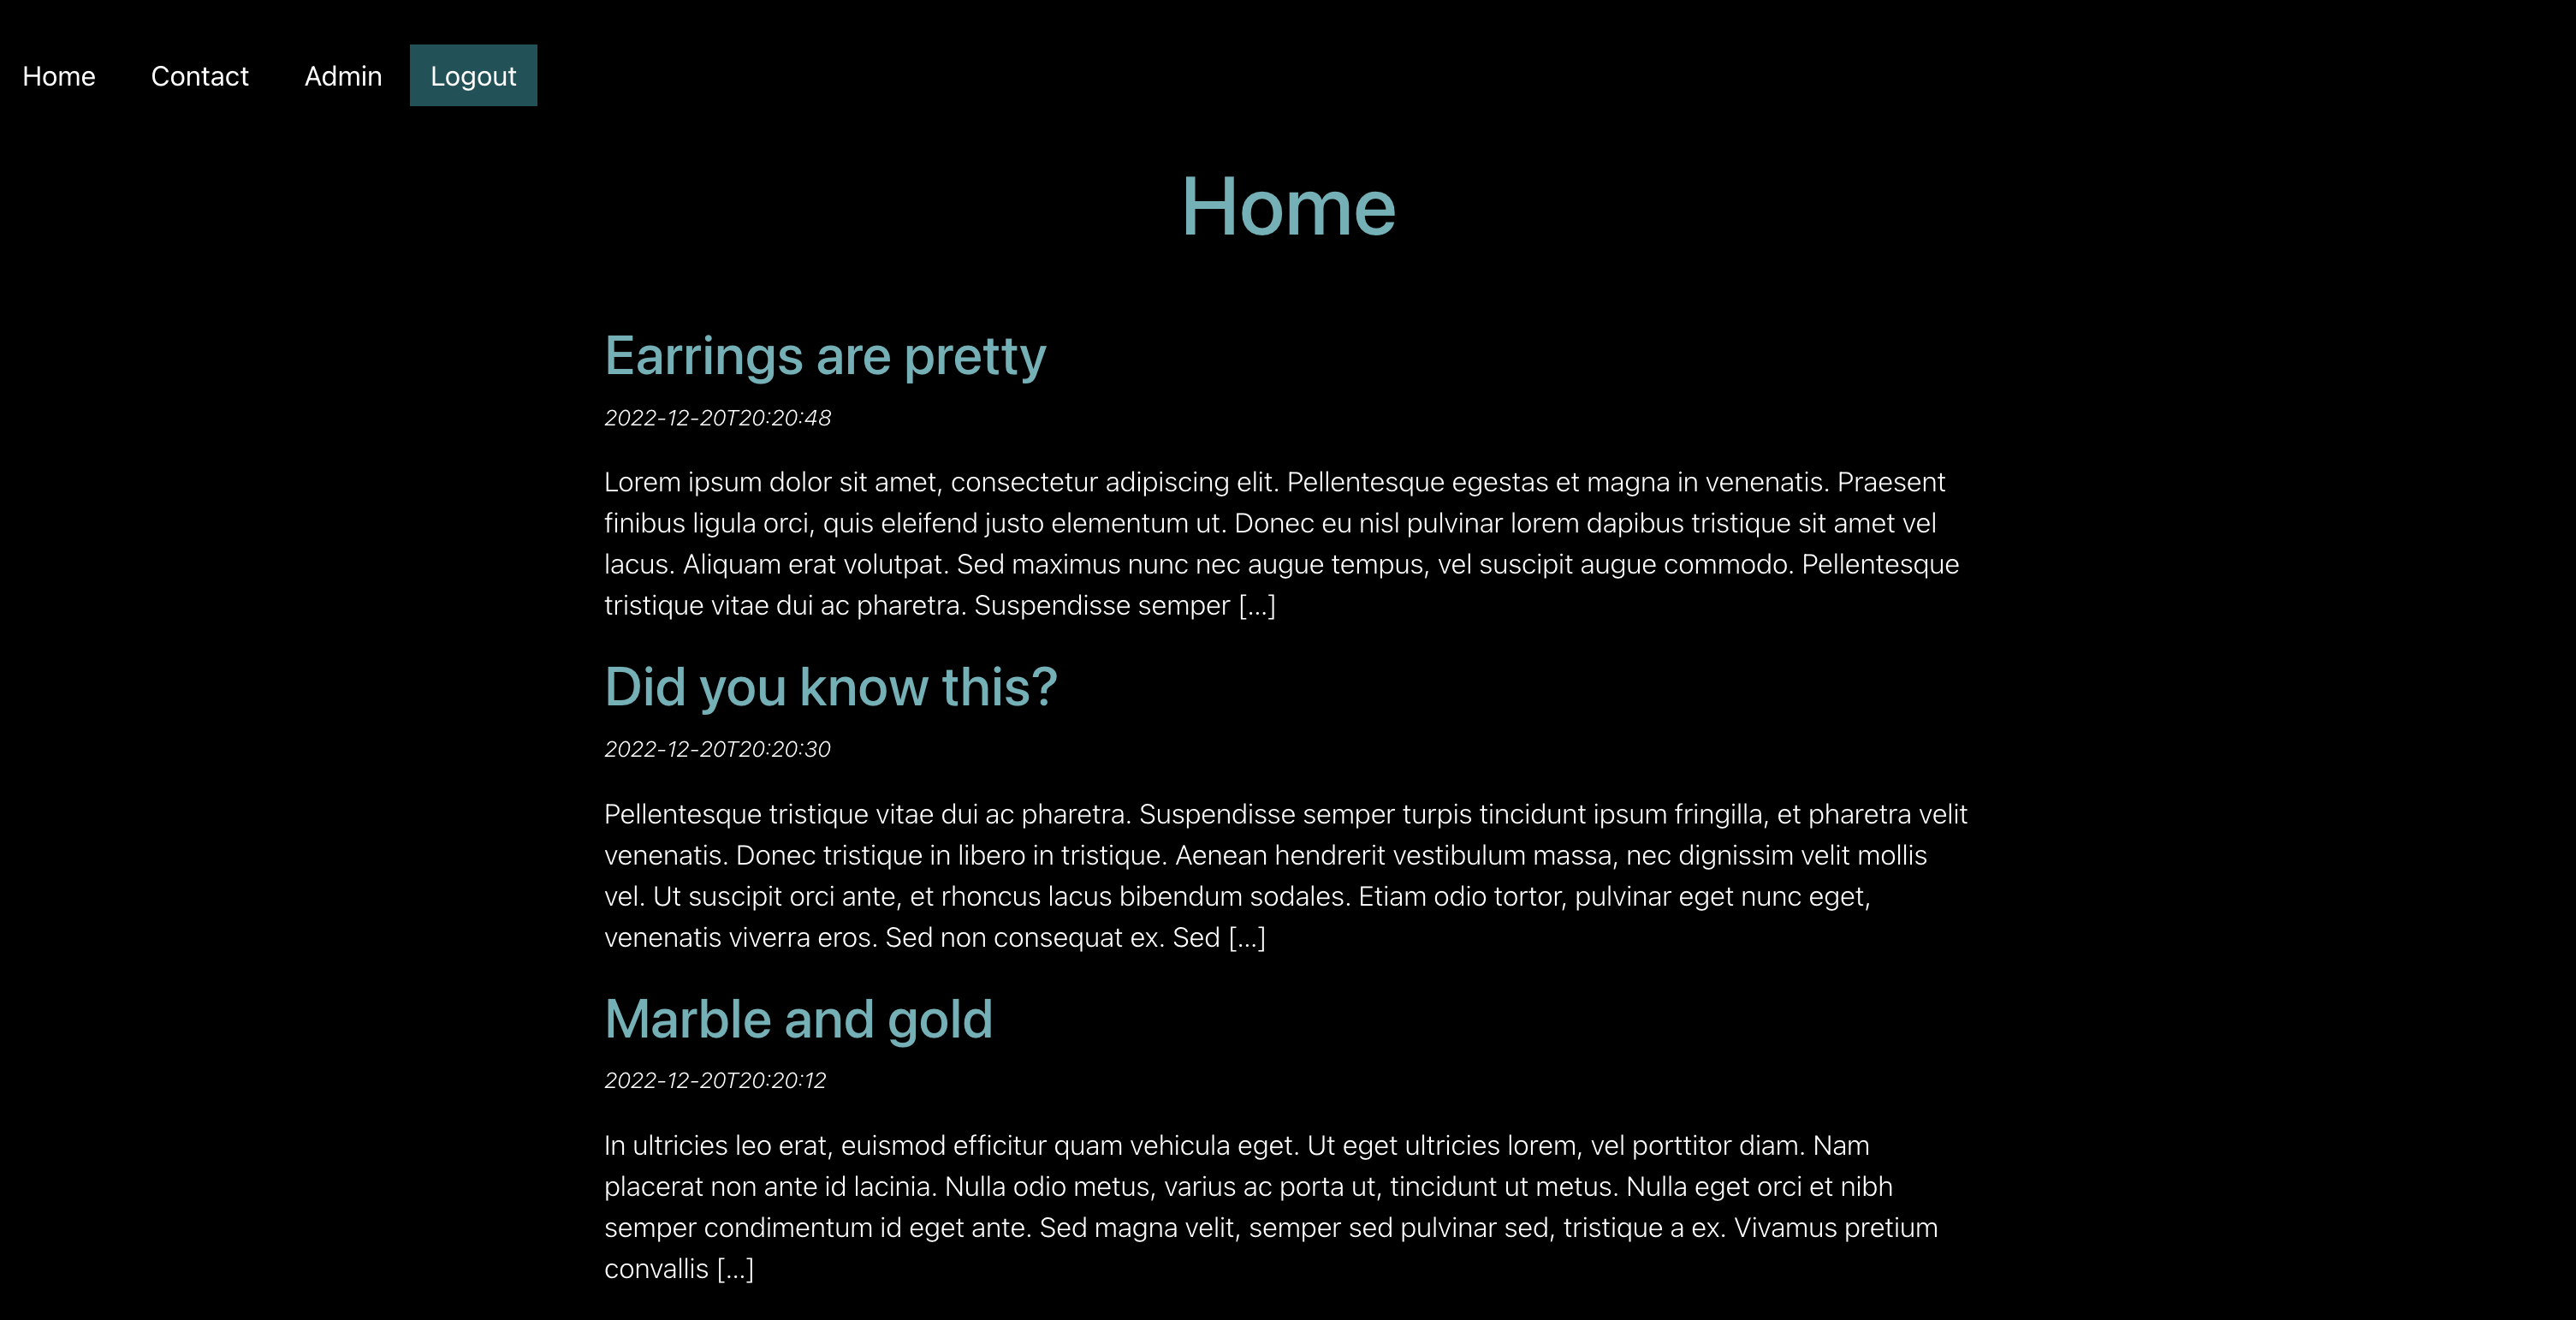 Home Contact Admin Logout
Home
Earrings are pretty
2022-12-20T20:20:48
Lorem ipsum dolor sit amet, consectetur adipiscing elit. Pellentesque egestas et magna in venenatis. Praesent
finibus ligula orci, quis eleifend justo elementum ut. Donec eu nisl pulvinar lorem dapibus tristique sit amet vel
lacus. Aliquam erat volutpat. Sed maximus nunc nec augue tempus, vel suscipit augue commodo. Pellentesque
tristique vitae dui ac pharetra. Suspendisse semper […]
Did you know this?
2022-12-20T20:20:30
Pellentesque tristique vitae dui ac pharetra. Suspendisse semper turpis tincidunt ipsum fringilla, et pharetra velit
venenatis. Donec tristique in libero in tristique. Aenean hendrerit vestibulum massa, nec dignissim velit mollis
vel. Ut suscipit orci ante, et rhoncus lacus bibendum sodales. Etiam odio tortor, pulvinar eget nunc eget,
venenatis viverra eros. Sed non consequat ex. Sed […]
Marble and gold
2022-12-20T20:20:12
In ultricies leo erat, euismod efficitur quam vehicula eget. Ut eget ultricies lorem, vel porttitor diam. Nam
placerat non ante id lacinia. Nulla odio metus, varius ac porta ut, tincidunt ut metus. Nulla eget orci et nibh
semper condimentum id eget ante. Sed magna velit, semper sed pulvinar sed, tristique a ex. Vivamus pretium
convallis […]